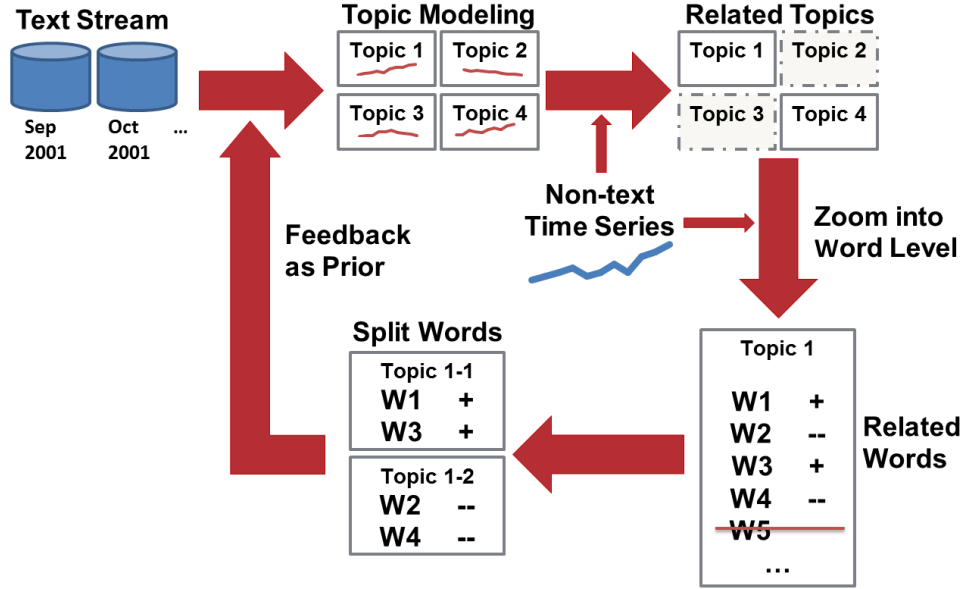 Text Stream
Sep
2001
Oct
2001
...
Topic Modeling
Topic 1
Topic 2
Topic 3
Topic 4
Related Topics
Topic 1
Topic 2
Topic 3
Topic 4
Non-text
Time Series
Zoom into
Word Level
Feedback
as Prior
Split Words
Topic 1-1
W1 +
W3 +
Topic 1-2
W2 --
W4 --
Topic 1
W1 +
W2 --
W3 +
W4 --
W5
...
Related
Words